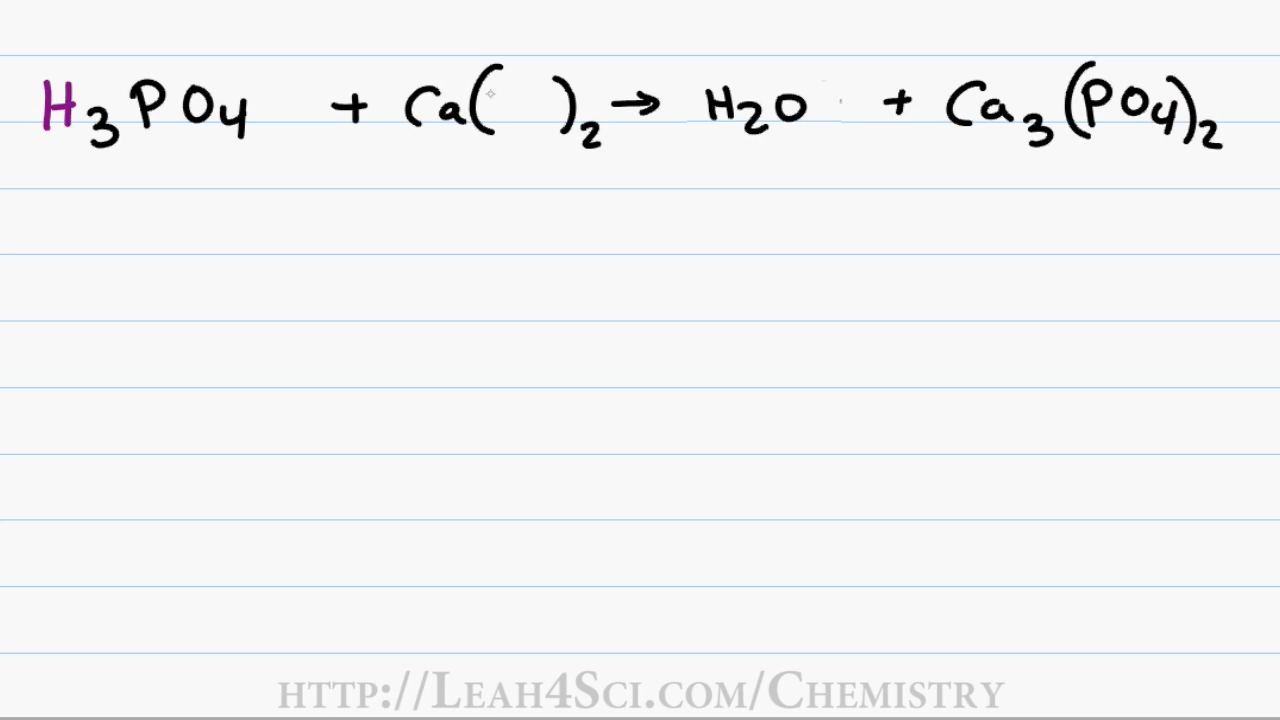 H₃PO₄ + Ca( )₂ → H₂O + Ca₃(PO₄)₂
HTTP://LEAH4SCI.COM/CHEMISTRY